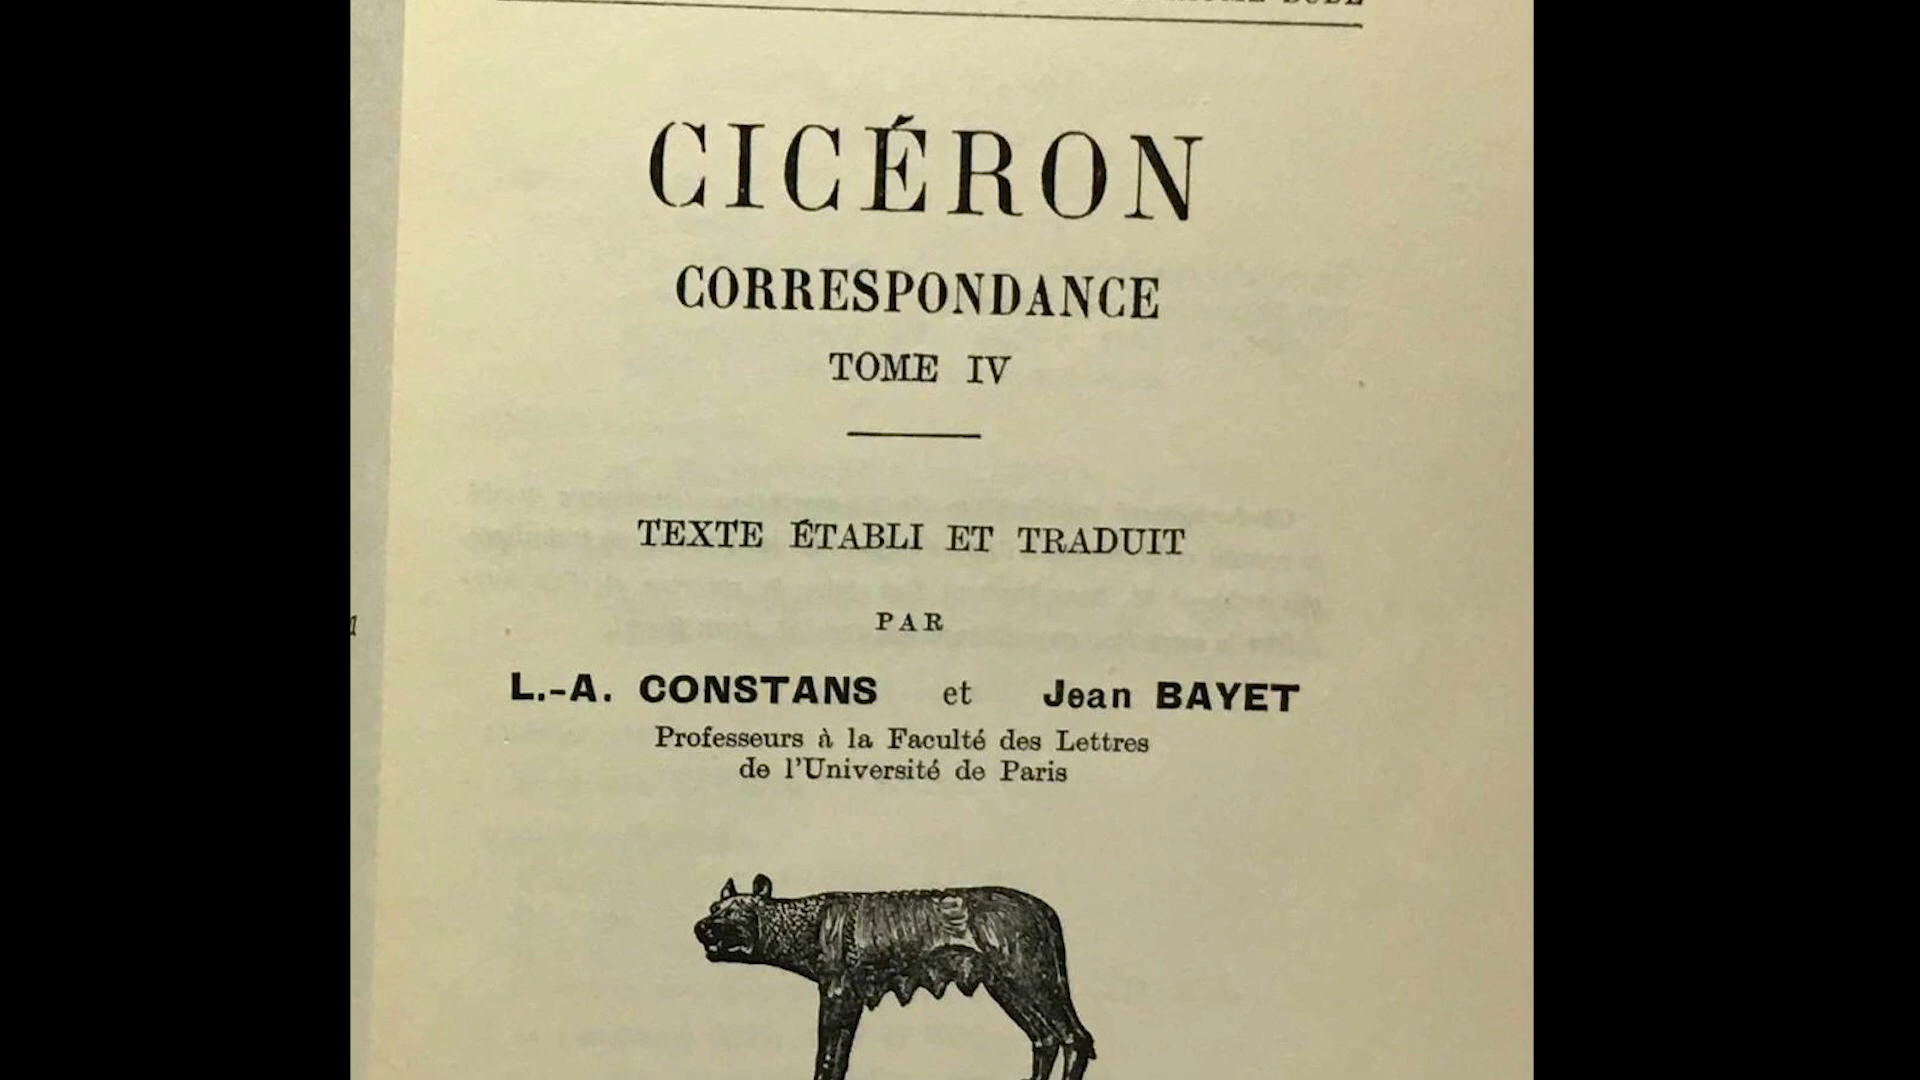 CICÉRON
CORRESPONDANCE
TOME IV
TEXTE ÉTABLI ET TRADUIT
PAR
L.-A. CONSTANS et Jean BAYET
Professeurs à la Faculté des Lettres
de l'Université de Paris